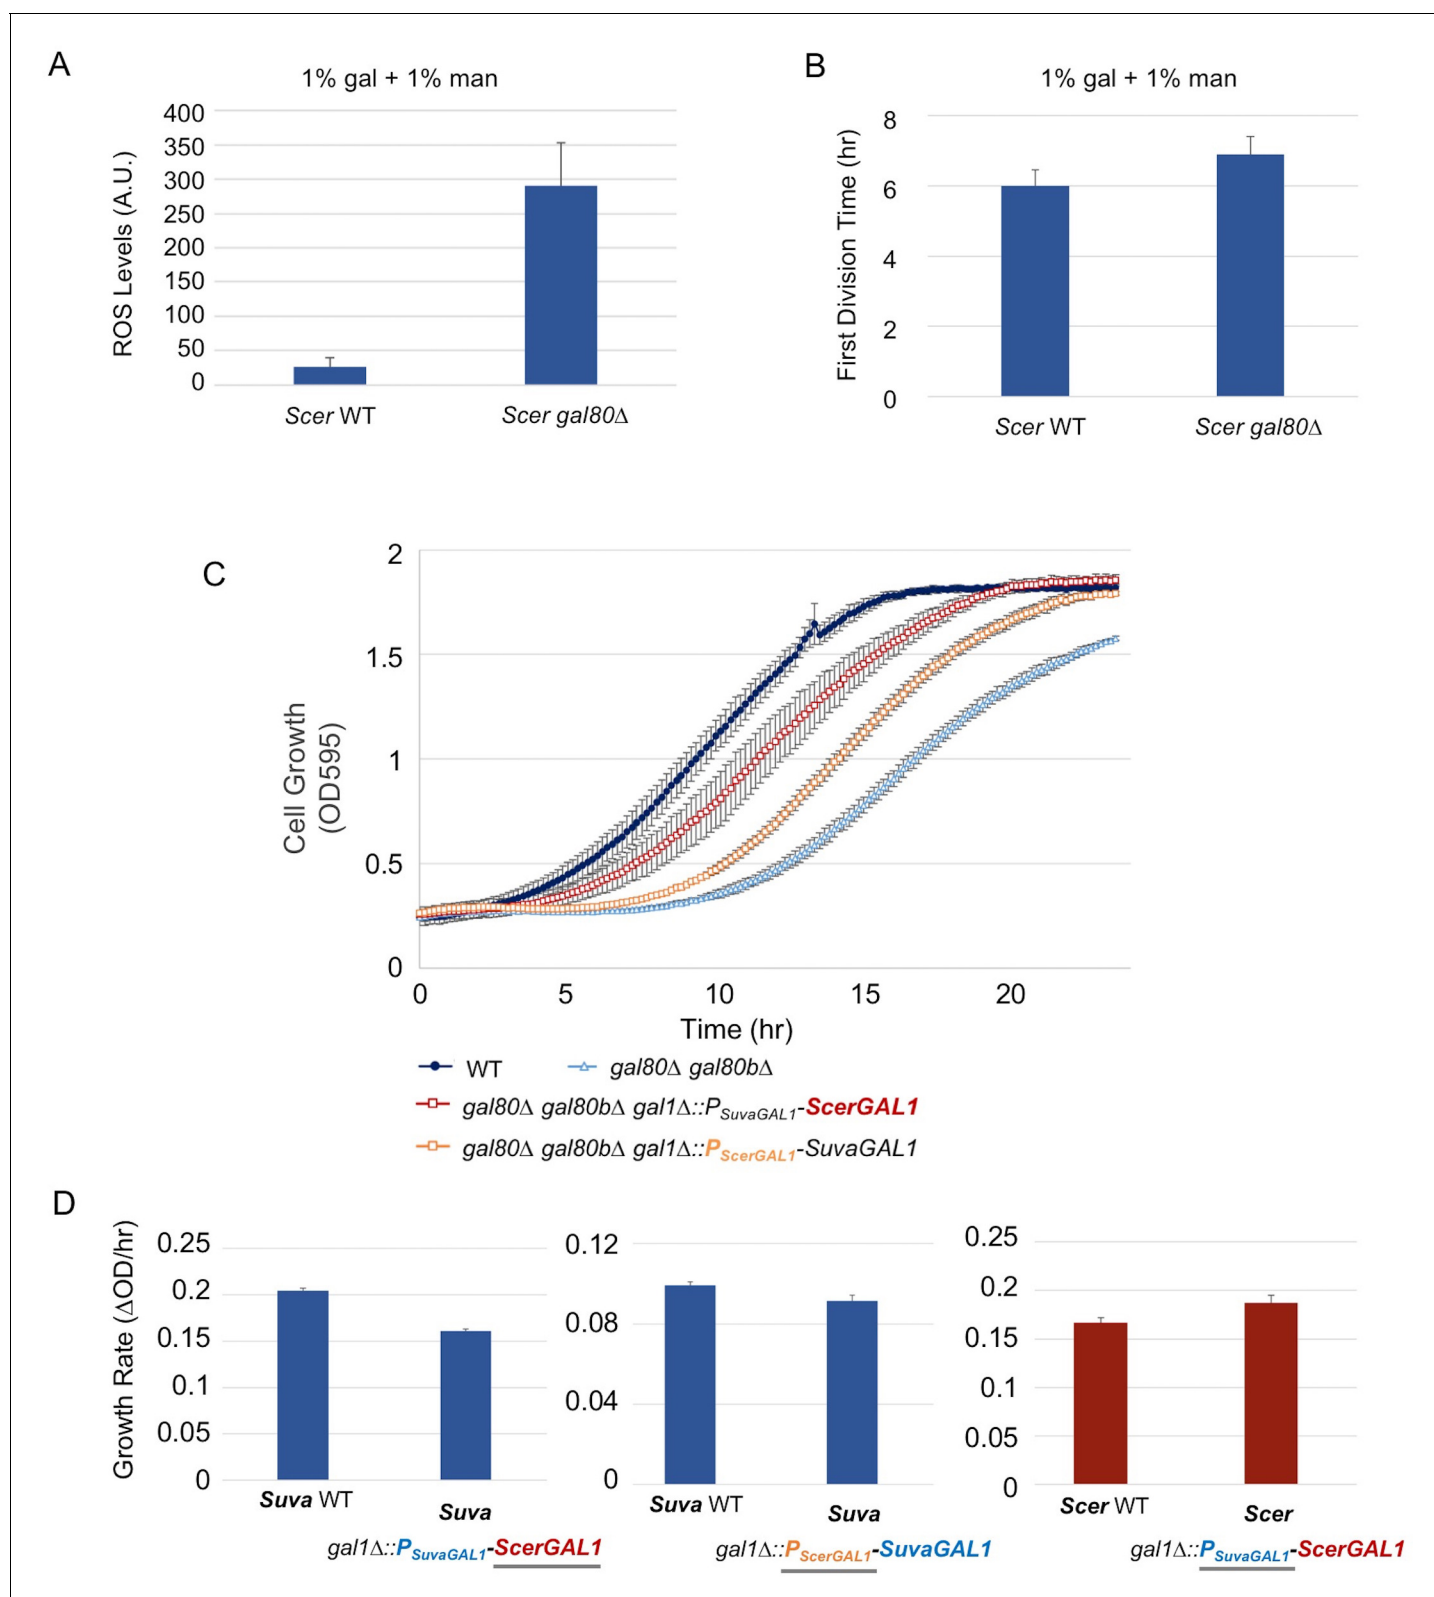 A
1% gal + 1% man
ROS Levels (A.U.)
400
350
300
250
200
150
100
50
0
Scer WT
Scer gal80Δ
B
1% gal + 1% man
First Division Time (hr)
8
6
4
2
0
Scer WT
Scer gal80Δ
C
Cell Growth
(OD595)
2
1.5
1
0.5
0
0 5 10 15 20
Time (hr)
WT
gal80Δ gal80bΔ
gal80Δ gal80bΔ gal1Δ::PSuvaGAL1-ScerGAL1
gal80Δ gal80bΔ gal1Δ::PScerGAL1-SuvaGAL1
D
Growth Rate (ΔOD/hr)
0.25
0.2
0.15
0.1
0.05
0
Suva WT
Suva
gal1Δ::PSuvaGAL1-ScerGAL1
0.12
0.08
0.04
0
Suva WT
Suva
gal1Δ::PScerGAL1-SuvaGAL1
0.25
0.2
0.15
0.1
0.05
0
Scer WT
Scer
gal1Δ::PSuvaGAL1-ScerGAL1